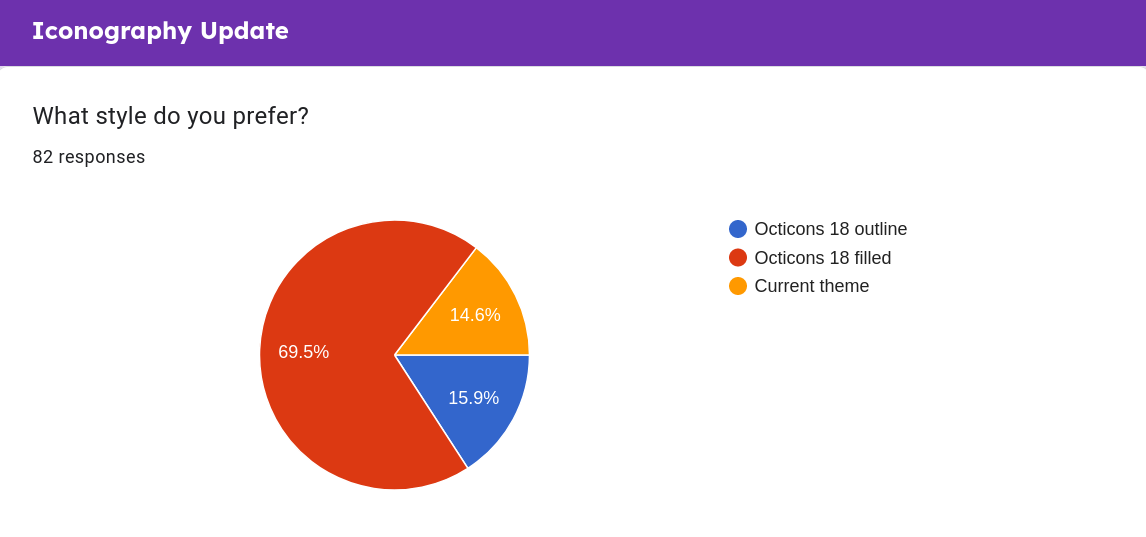 Iconography Update
What style do you prefer?
82 responses
Octicons 18 outline
Octicons 18 filled
Current theme
14.6%
69.5%
15.9%